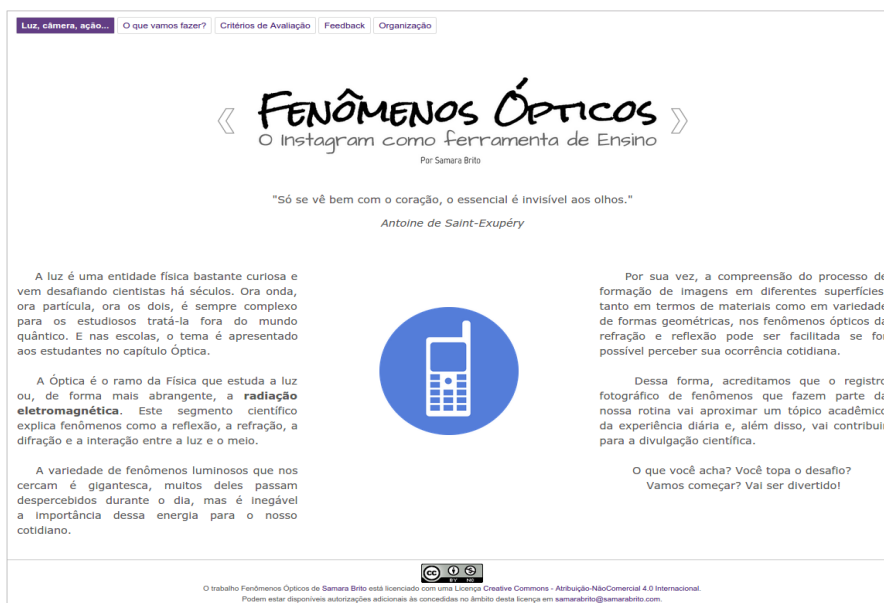 Luz, câmera, ação... O que vamos fazer? Critérios de Avaliação Feedback Organização
FENÔMENOS ÓPTICOS
O Instagram como ferramenta de Ensino
Por Samara Brito
"Só se vê bem com o coração, o essencial é invisível aos olhos."
Antoine de Saint-Exupéry
A luz é uma entidade física bastante curiosa e
vem desafiando cientistas há séculos. Ora onda,
ora partícula, ora os dois, é sempre complexo
para os estudiosos tratá-la fora do mundo
quântico. E nas escolas, o tema é apresentado
aos estudantes no capítulo Óptica.
A Óptica é o ramo da Física que estuda a luz
ou, de forma mais abrangente, a radiação
eletromagnética. Este segmento científico
explica fenômenos como a reflexão, a refração, a
difração e a interação entre a luz e o meio.
A variedade de fenômenos luminosos que nos
cercam é gigantesca, muitos deles passam
despercebidos durante o dia, mas é inegável
a importância dessa energia para o nosso
cotidiano.
Por sua vez, a compreensão do processo de
formação de imagens em diferentes superfícies
tanto em termos de materiais como em variedade
de formas geométricas, nos fenômenos ópticos da
refração e reflexão pode ser facilitada se for
possível perceber sua ocorrência cotidiana.
Dessa forma, acreditamos que o registro
fotográfico de fenômenos que fazem parte da
nossa rotina vai aproximar um tópico acadêmico
da experiência diária e, além disso, vai contribuir
para a divulgação científica.
O que você acha? Você topa o desafio?
Vamos começar? Vai ser divertido!
cc BY NC
O trabalho Fenômenos Ópticos de Samara Brito está licenciado com uma Licença Creative Commons - Atribuição-NãoComercial 4.0 Internacional.
Podem estar disponíveis autorizações adicionais às concedidas no âmbito desta licença em samarabrito@samarabrito.com.